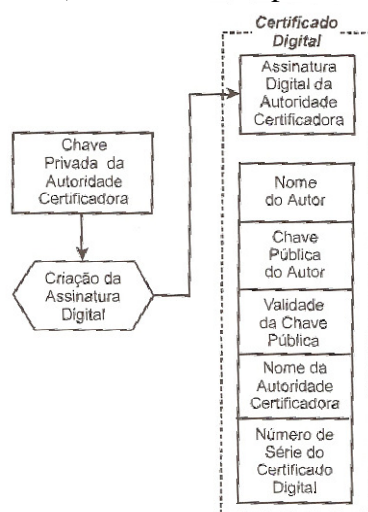 Certificado
Digital
Assinatura
Digital da
Autoridade
Certificadora
Chave
Privada da
Autoridade
Certificadora
Criação da
Assinatura
Digital
Nome
do Autor
Chave
Pública
do Autor
Validade
da Chave
Pública
Nome da
Autoridade
Certificadora
Número de
Série do
Certificado
Digital